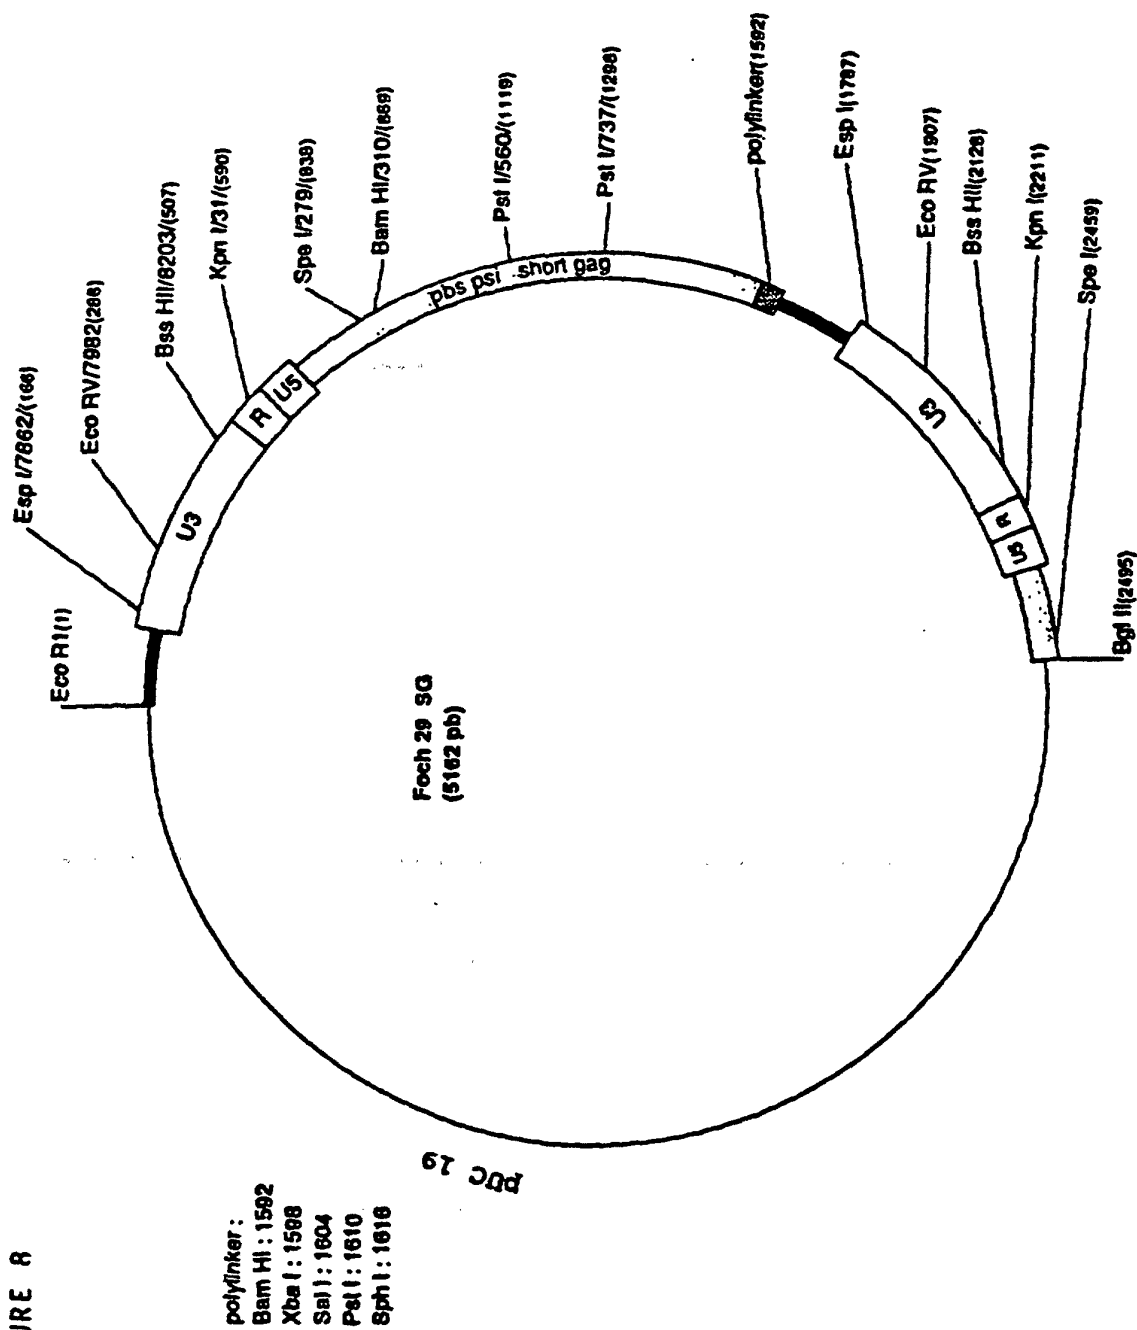 URE 8
polylinker :
Bam HI : 1592
Xba I : 1598
Sal I : 1604
Pst I : 1610
Sph I : 1616
pUC 19
Foch 29 SG
(5162 pb)
Eco R1(1)
Esp I/7862/(166)
Eco RV/7982(286)
Bss HII/8203/(507)
Kpn I/31/(590)
Spe I/279/(838)
Bam HI/310/(869)
Pst I/560/(1119)
Pst I/737/(1296)
polylinker(1592)
Esp I(1787)
Eco RV(1907)
Bss HII(2128)
Kpn I(2211)
Spe I(2459)
Bgl II(2495)
U3
R
U5
pbs psi short gag
U3
R
U5